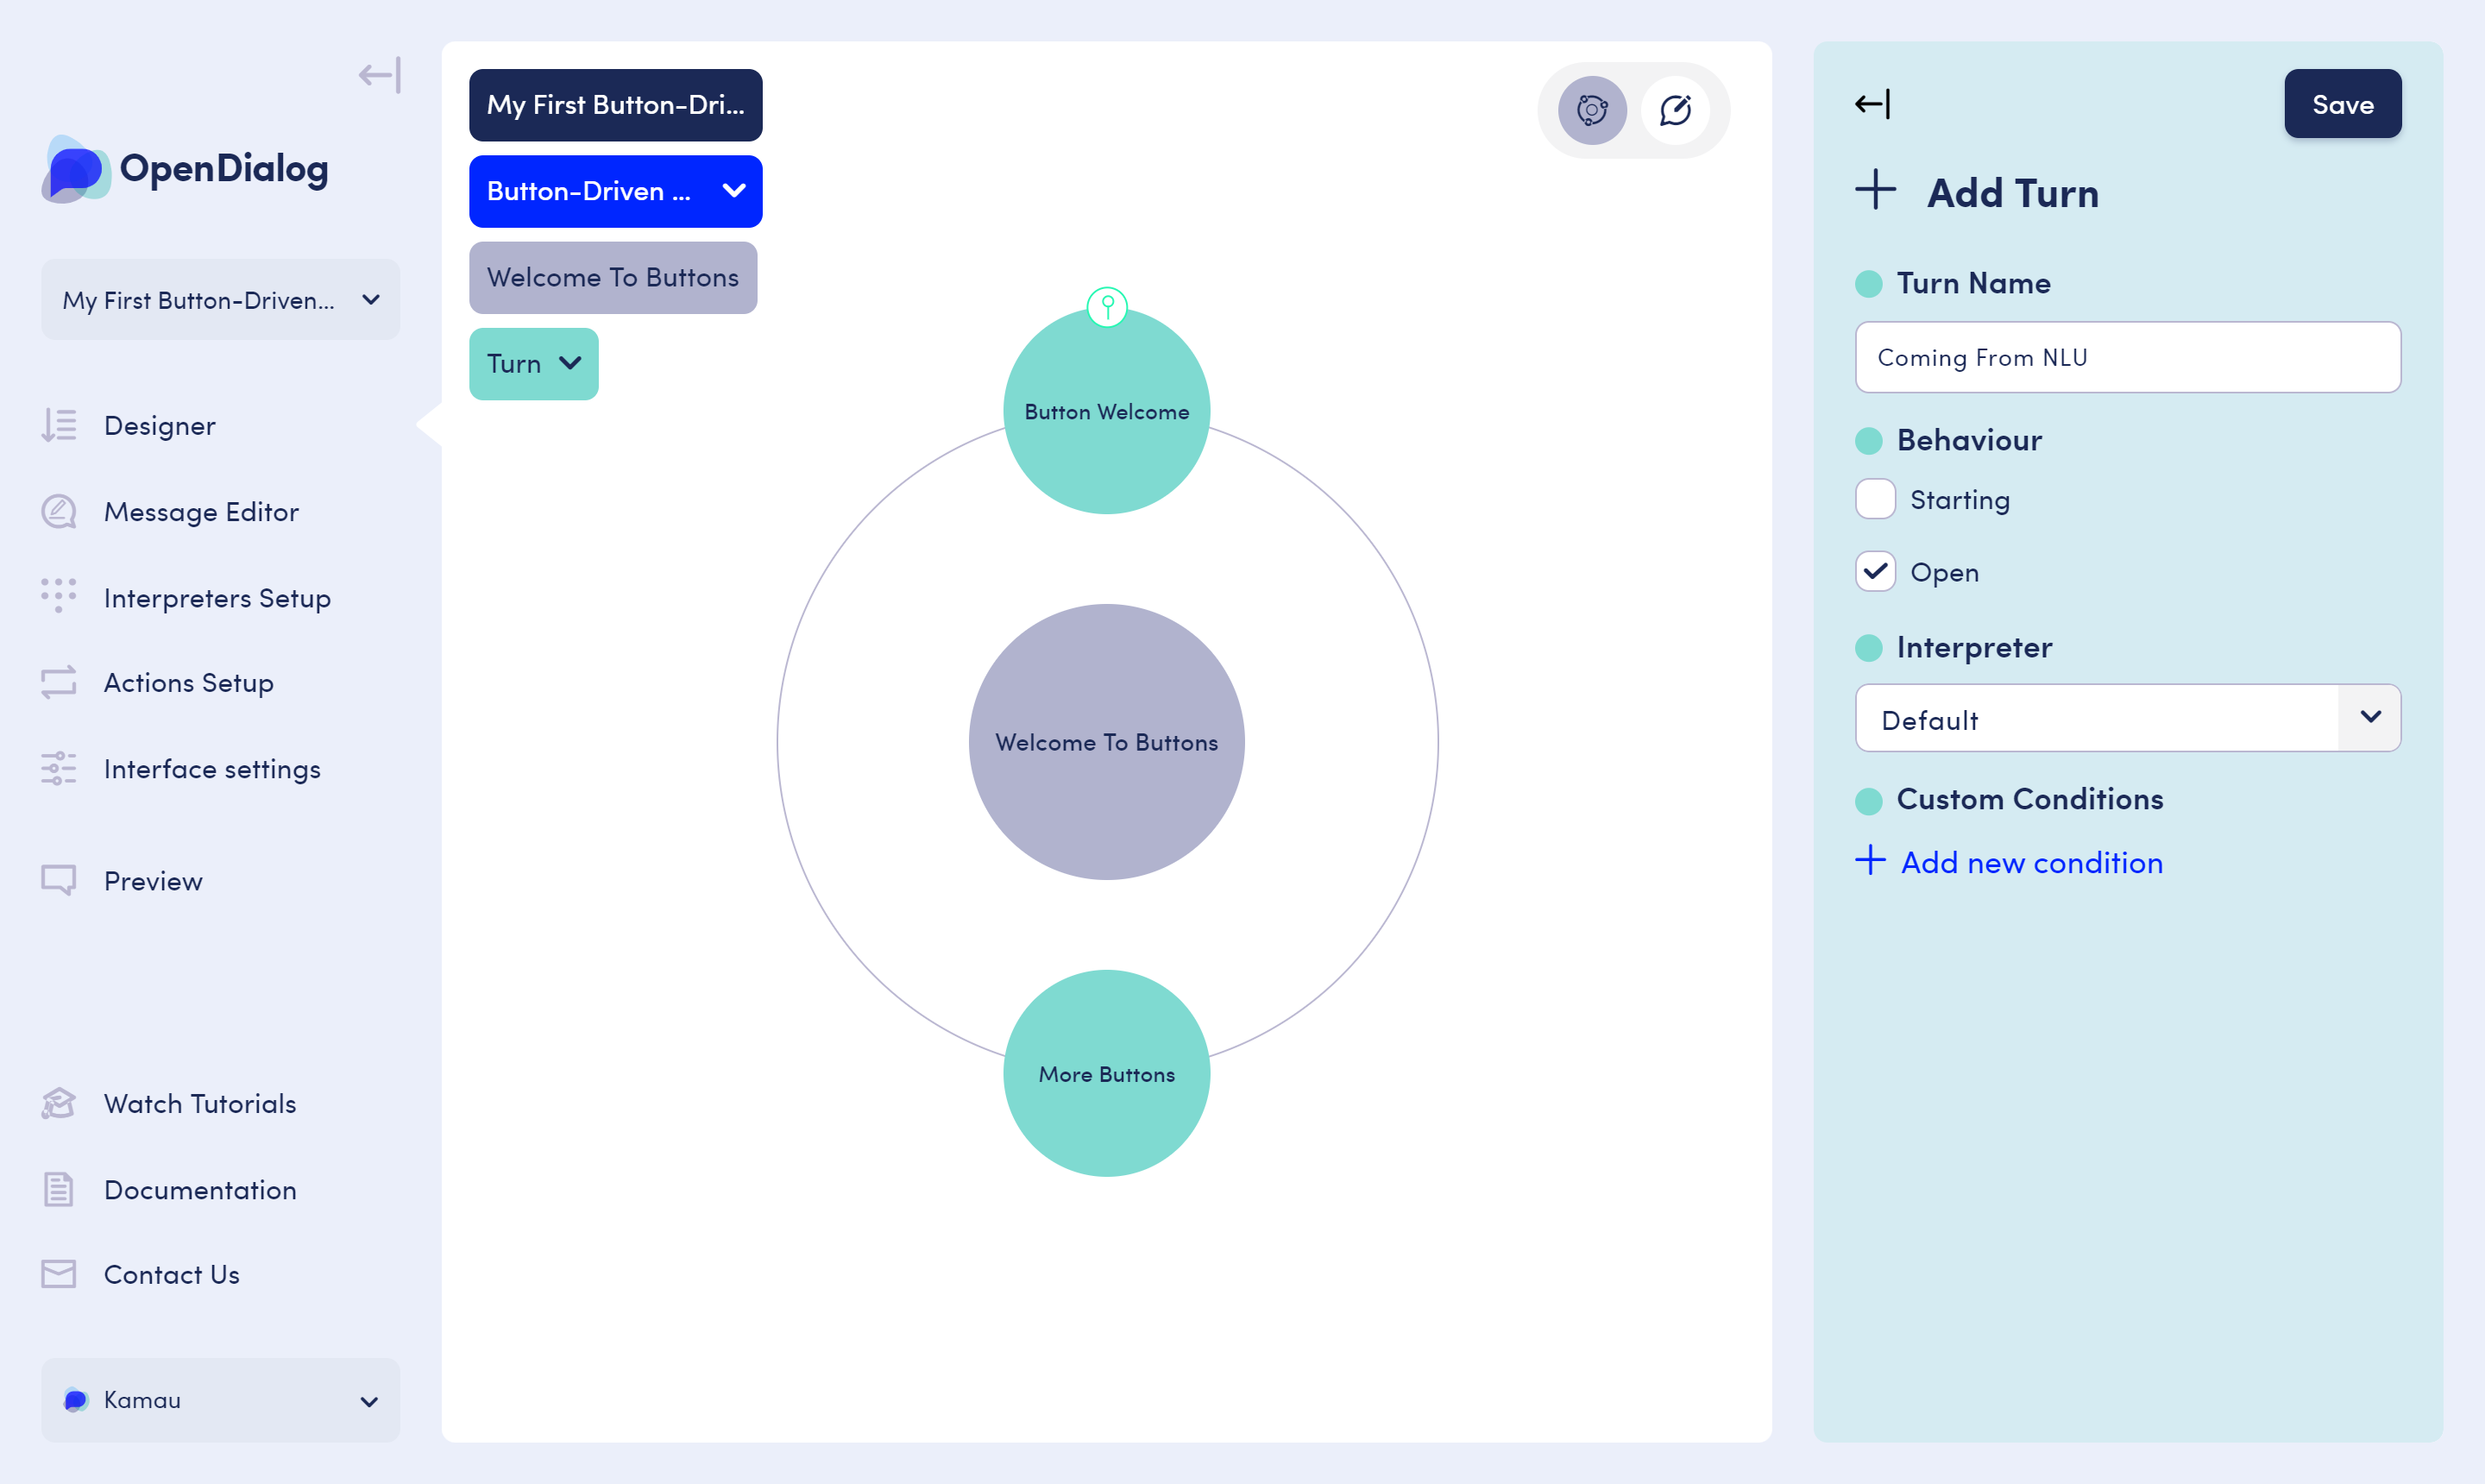 OpenDialog
My First Button-Driven...
Designer
Message Editor
Interpreters Setup
Actions Setup
Interface settings
Preview
Watch Tutorials
Documentation
Contact Us
Kamau
My First Button-Dri...
Button-Driven ...
Welcome To Buttons
Turn
Button Welcome
Welcome To Buttons
More Buttons
Save
Add Turn
Turn Name
Coming From NLU
Behaviour
Starting
Open
Interpreter
Default
Custom Conditions
Add new condition